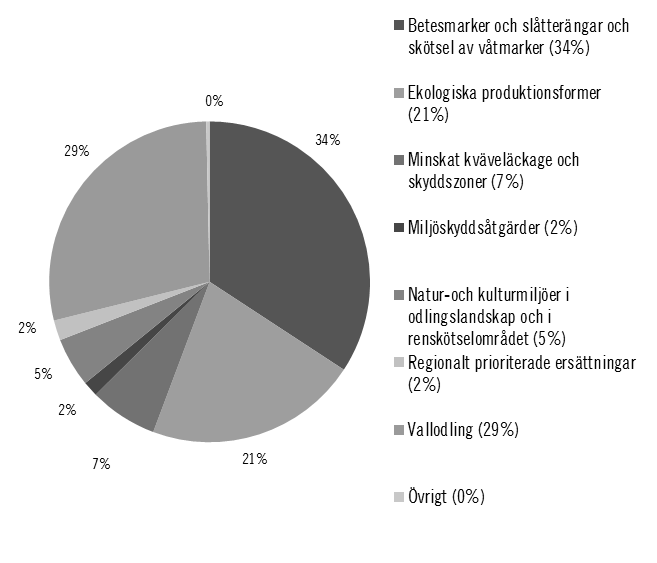 0%
34%
29%
2%
5%
2%
7%
21%
Betesmarker och slåtterängar och
skötsel av våtmarker (34%)
Ekologiska produktionsformer
(21%)
Minskat kväveläckage och
skyddszoner (7%)
Miljöskyddsåtgärder (2%)
Natur-och kulturmiljöer i
odlingslandskap och i
renskötselområdet (5%)
Regionalt prioriterade ersättningar
(2%)
Vallodling (29%)
Övrigt (0%)